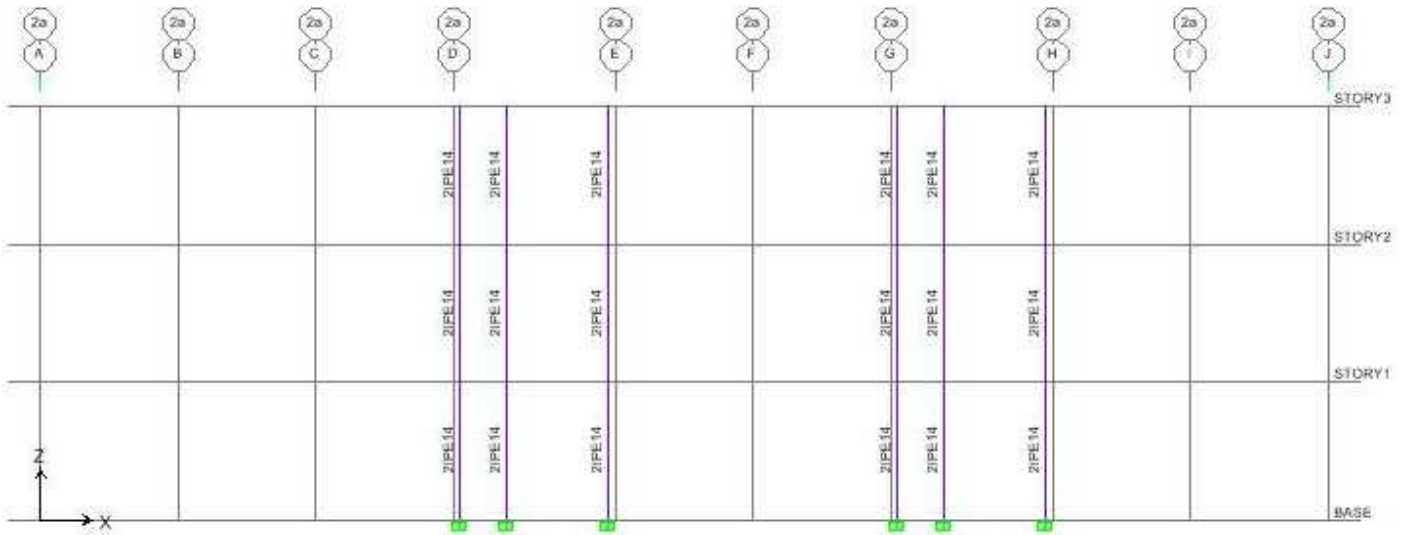 2a 2a 2a 2a 2a 2a 2a 2a 2a 2a
A B C D E F G H I J
STORY3
2IPE14 2IPE14 2IPE14 2IPE14 2IPE14 2IPE14
STORY2
2IPE14 2IPE14 2IPE14 2IPE14 2IPE14 2IPE14
STORY1
2IPE14 2IPE14 2IPE14 2IPE14 2IPE14 2IPE14
Z
X
BASE